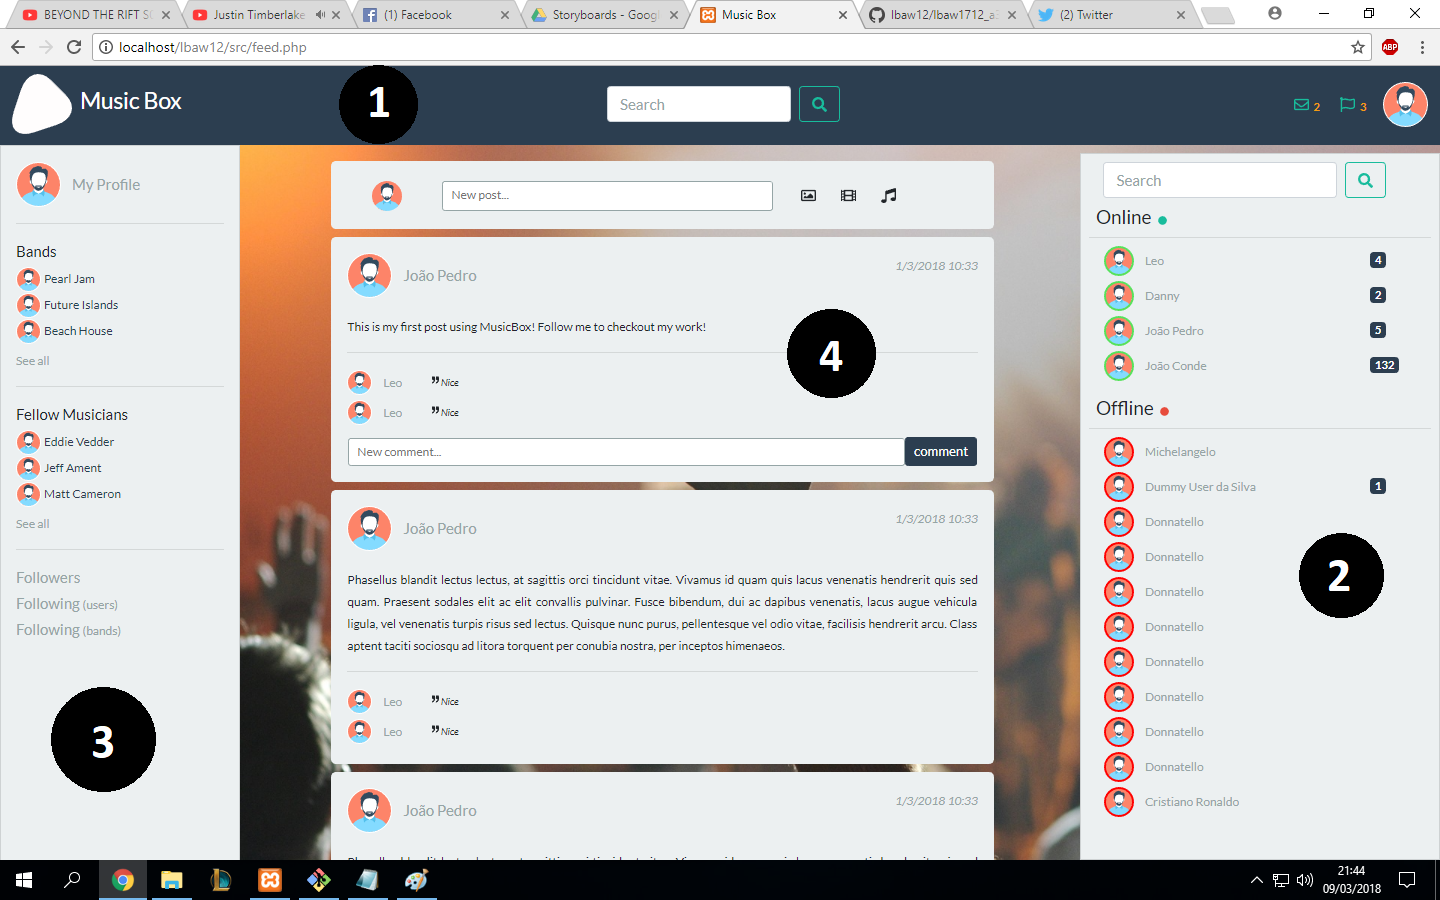 BEYOND THE RIFT S
Justin Timberlake
(1) Facebook
Storyboards - Goog
Music Box
lbaw12/lbaw1712_a
(2) Twitter
localhost/lbaw12/src/feed.php
ABP
Music Box
1
Search
2
3
My Profile
Bands
Pearl Jam
Future Islands
Beach House
See all
Fellow Musicians
Eddie Vedder
Jeff Ament
Matt Cameron
See all
Followers
Following (users)
Following (bands)
3
New post...
João Pedro
1/3/2018 10:33
This is my first post using MusicBox! Follow me to checkout my work!
4
Leo Nice
Leo Nice
New comment...
comment
João Pedro
1/3/2018 10:33
Phasellus blandit lectus lectus, at sagittis orci tincidunt vitae. Vivamus id quam quis lacus venenatis hendrerit quis sed
quam. Praesent sodales elit ac elit convallis pulvinar. Fusce bibendum, dui ac dapibus venenatis, lacus augue vehicula
ligula, vel venenatis turpis risus sed lectus. Quisque nunc purus, pellentesque vel odio vitae, facilisis hendrerit arcu. Class
aptent taciti sociosqu ad litora torquent per conubia nostra, per inceptos himenaeos.
Leo Nice
Leo Nice
João Pedro
1/3/2018 10:33
Search
Online
Leo 4
Danny 2
João Pedro 5
João Conde 132
Offline
Michelangelo
Dummy User da Silva 1
Donnatello
Donnatello
Donnatello
Donnatello
Donnatello
Donnatello
Donnatello
Donnatello
Cristiano Ronaldo
2
21:44
09/03/2018